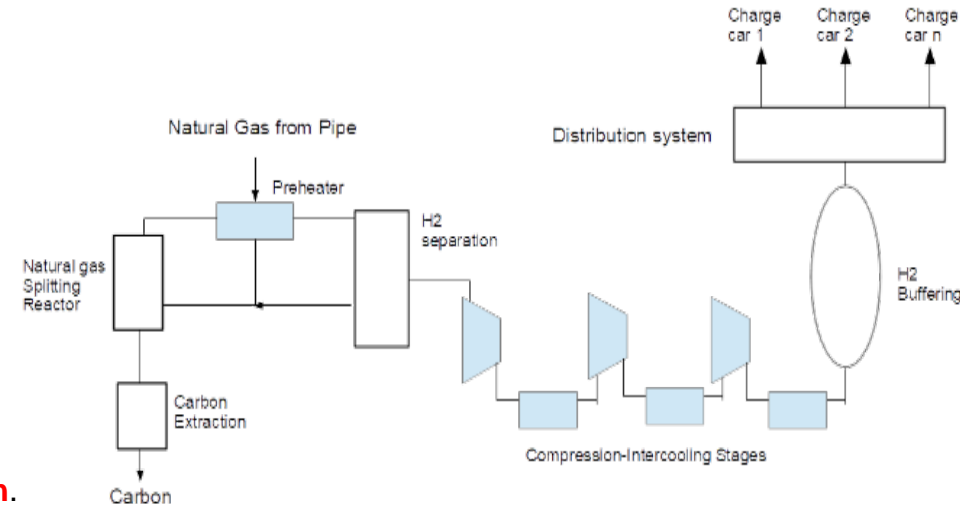 Charge
car 1
Charge
car 2
Charge
car n
Natural Gas from Pipe
Distribution system
Preheater
H2
separation
Natural gas
Splitting
Reactor
H2
Buffering
Carbon
Extraction
Compression-Intercooling Stages
n.
Carbon